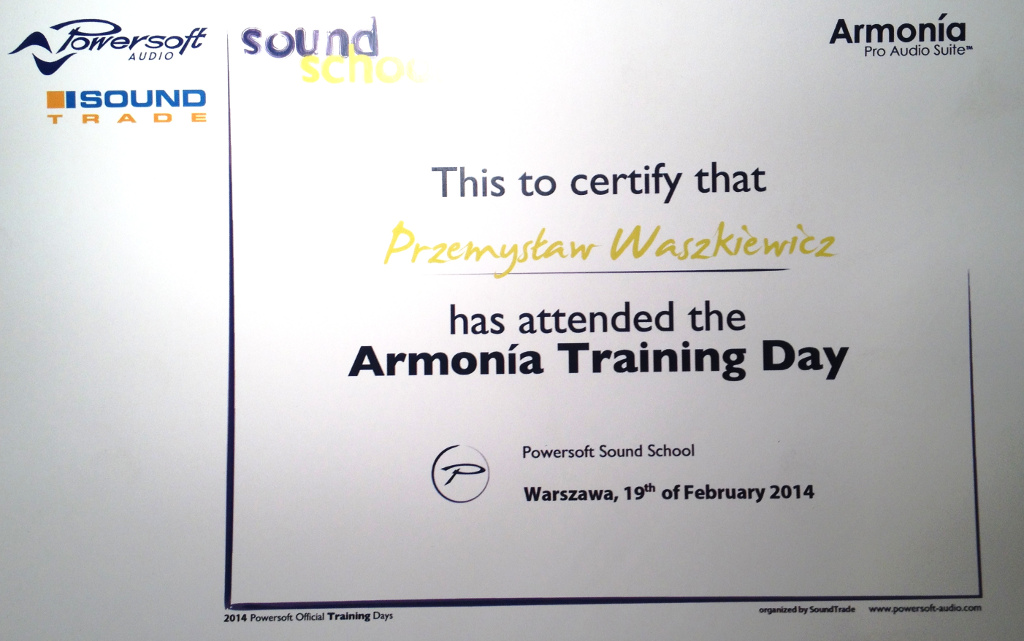 Powersoft
AUDIO
SOUND
TRADE
sound
school
Armonía
Pro Audio Suite™
This to certify that
Przemysław Waszkiewicz
has attended the
Armonía Training Day
Powersoft Sound School
Warszawa, 19th of February 2014
2014 Powersoft Official Training Days
organized by SoundTrade www.powersoft-audio.com